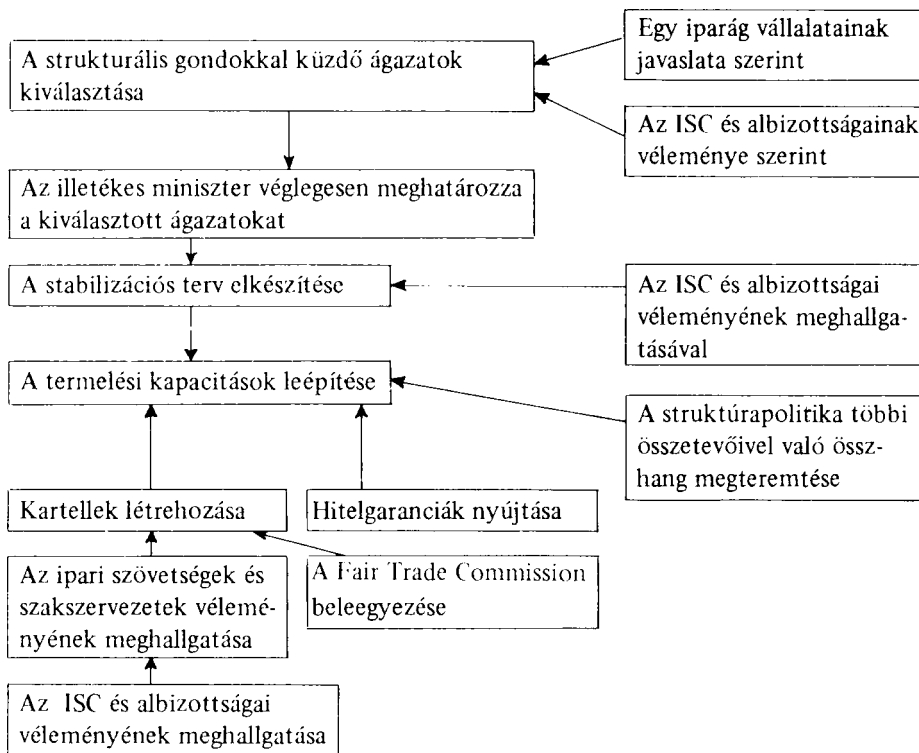 Egy iparág vállalatainak
javaslata szerint
A strukturális gondokkal küzdő ágazatok
kiválasztása
Az ISC és albizottságainak
véleménye szerint
Az illetékes miniszter véglegesen meghatározza
a kiválasztott ágazatokat
A stabilizációs terv elkészítése
Az ISC és albizottságai
véleményének meghallga-
tásával
A termelési kapacitások leépítése
A struktúrapolitika többi
összetevőivel való össz-
hang megteremtése
Kartellek létrehozása
Hitelgaranciák nyújtása
Az ipari szövetségek és
szakszervezetek vélemé-
nyének meghallgatása
A Fair Trade Commission
beleegyezése
Az ISC és albizottságai
véleményének meghallgatása